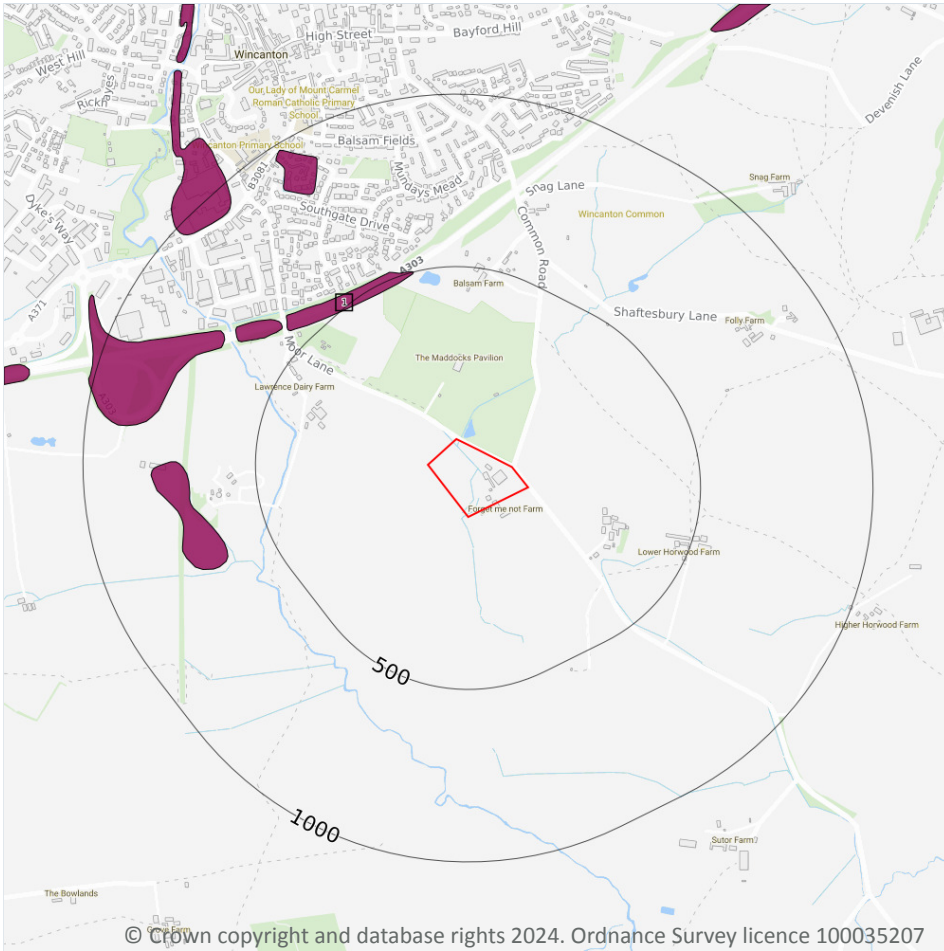 High Street
Bayford Hill
West Hill
Wincanton
Devenish Lane
Our Lady of Mount Carmel
Roman Catholic Primary
School
Wincanton Primary School
Balsam Fields
B3081
Mundays Mead
Snag Farm
Snag Lane
Dyke's Way
Southgate Drive
Wincanton Common
Common Road
A303
Balsam Farm
A371
1
Shaftesbury Lane
Folly Farm
Moor Lane
The Maddocks Pavilion
Lawrence Dairy Farm
A303
Forget me not Farm
Lower Horwood Farm
Higher Horwood Farm
500
1000
Sutor Farm
The Bowlands
Grove Farm
© Crown copyright and database rights 2024. Ordnance Survey licence 100035207